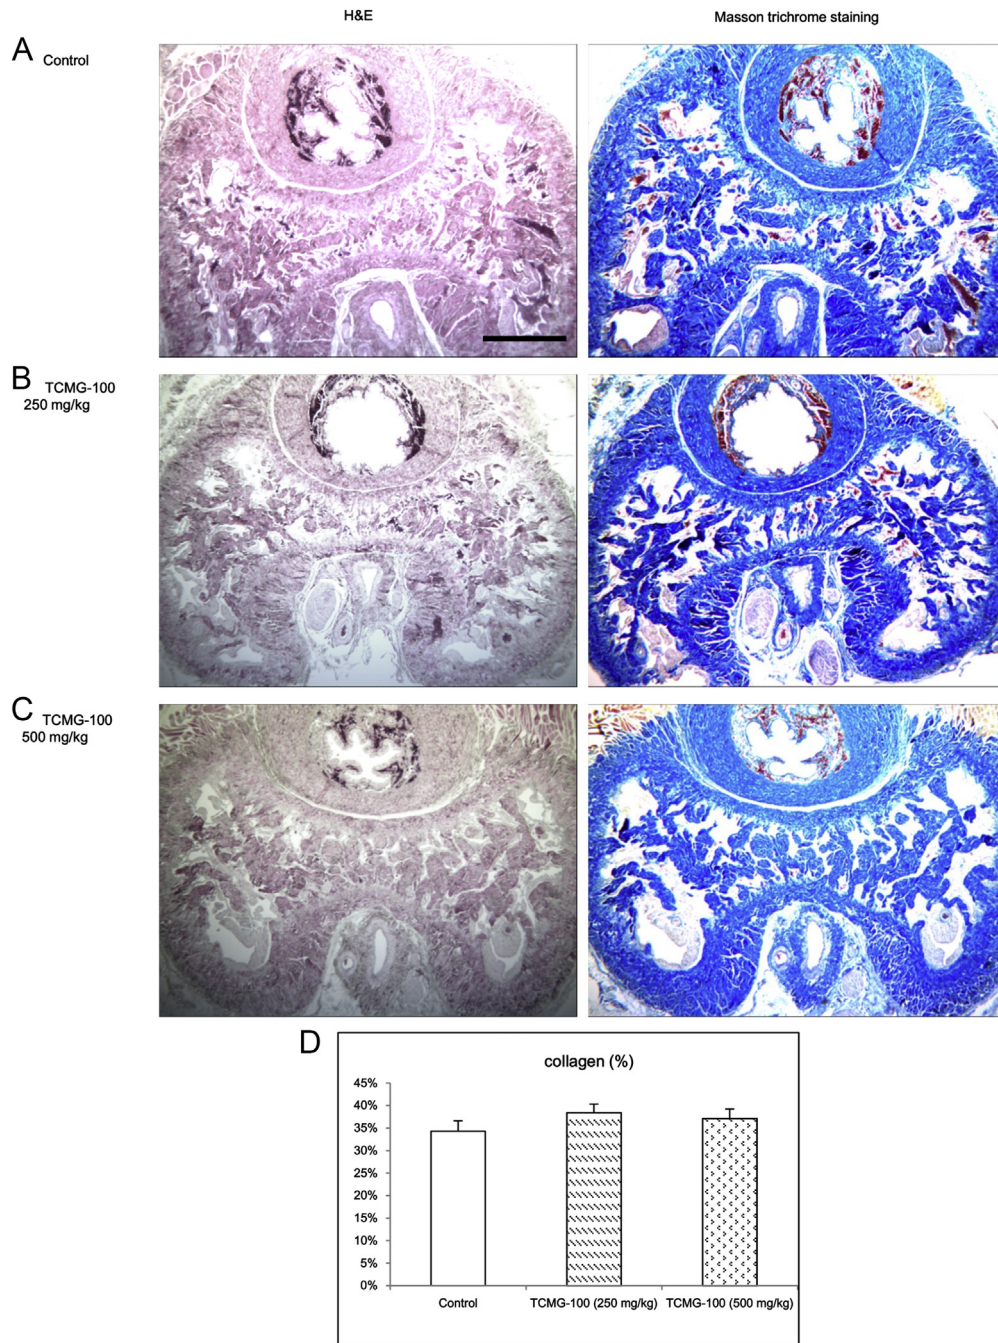 H&E
Masson trichrome staining
A Control
B TCMG-100
250 mg/kg
C TCMG-100
500 mg/kg
D
collagen (%)
45%
40%
35%
30%
25%
20%
15%
10%
5%
0%
Control
TCMG-100 (250 mg/kg)
TCMG-100 (500 mg/kg)